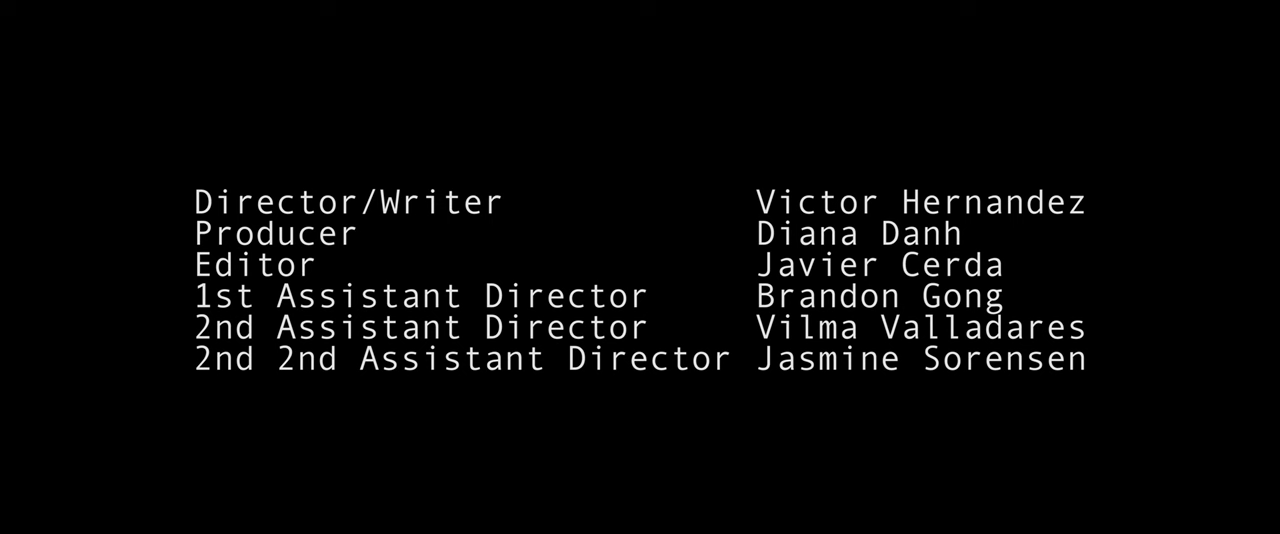 Director/Writer Victor Hernandez
Producer Diana Danh
Editor Javier Cerda
1st Assistant Director Brandon Gong
2nd Assistant Director Vilma Valladares
2nd 2nd Assistant Director Jasmine Sorensen